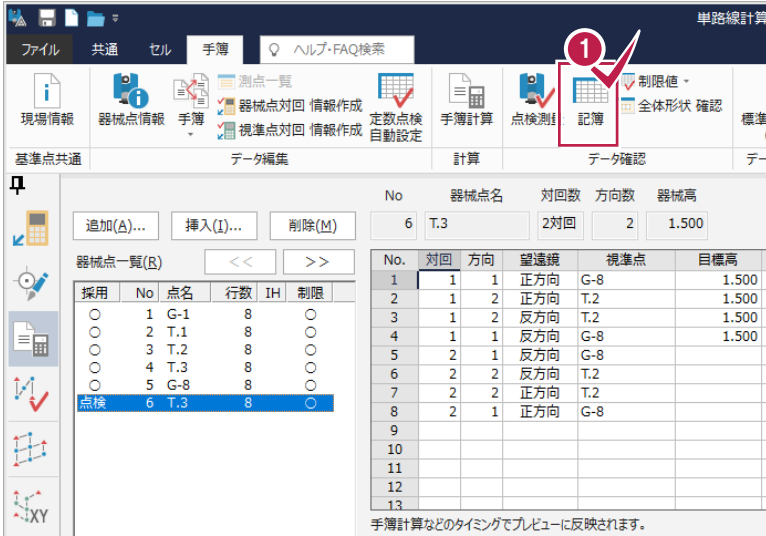 単路線計算
ファイル 共通 セル 手簿 ヘルプ・FAQ検索
1
現場情報
器械点情報
手簿
測点一覧
器械点対回 情報作成
視準点対回 情報作成
定数点検
自動設定
手簿計算
点検測量
記簿
制限値
全体形状 確認
標準
基準点共通 データ編集 計算 データ確認 デー
追加(A)... 挿入(I)... 削除(M)
器械点一覧(R) << >>
採用 No 点名 行数 IH 制限
○ 1 G-1 8 ○
○ 2 T.1 8 ○
○ 3 T.2 8 ○
○ 4 T.3 8 ○
○ 5 G-8 8 ○
点検 6 T.3 8 ○
No 器械点名 対回数 方向数 器械高
6 T.3 2対回 2 1.500
No. 対回 方向 望遠鏡 視準点 目標高
1 1 1 正方向 G-8 1.500
2 1 2 正方向 T.2 1.500
3 1 2 反方向 T.2 1.500
4 1 1 反方向 G-8 1.500
5 2 1 反方向 G-8
6 2 2 反方向 T.2
7 2 2 正方向 T.2
8 2 1 正方向 G-8
9
10
11
12
13
手簿計算などのタイミングでプレビューに反映されます。
XY